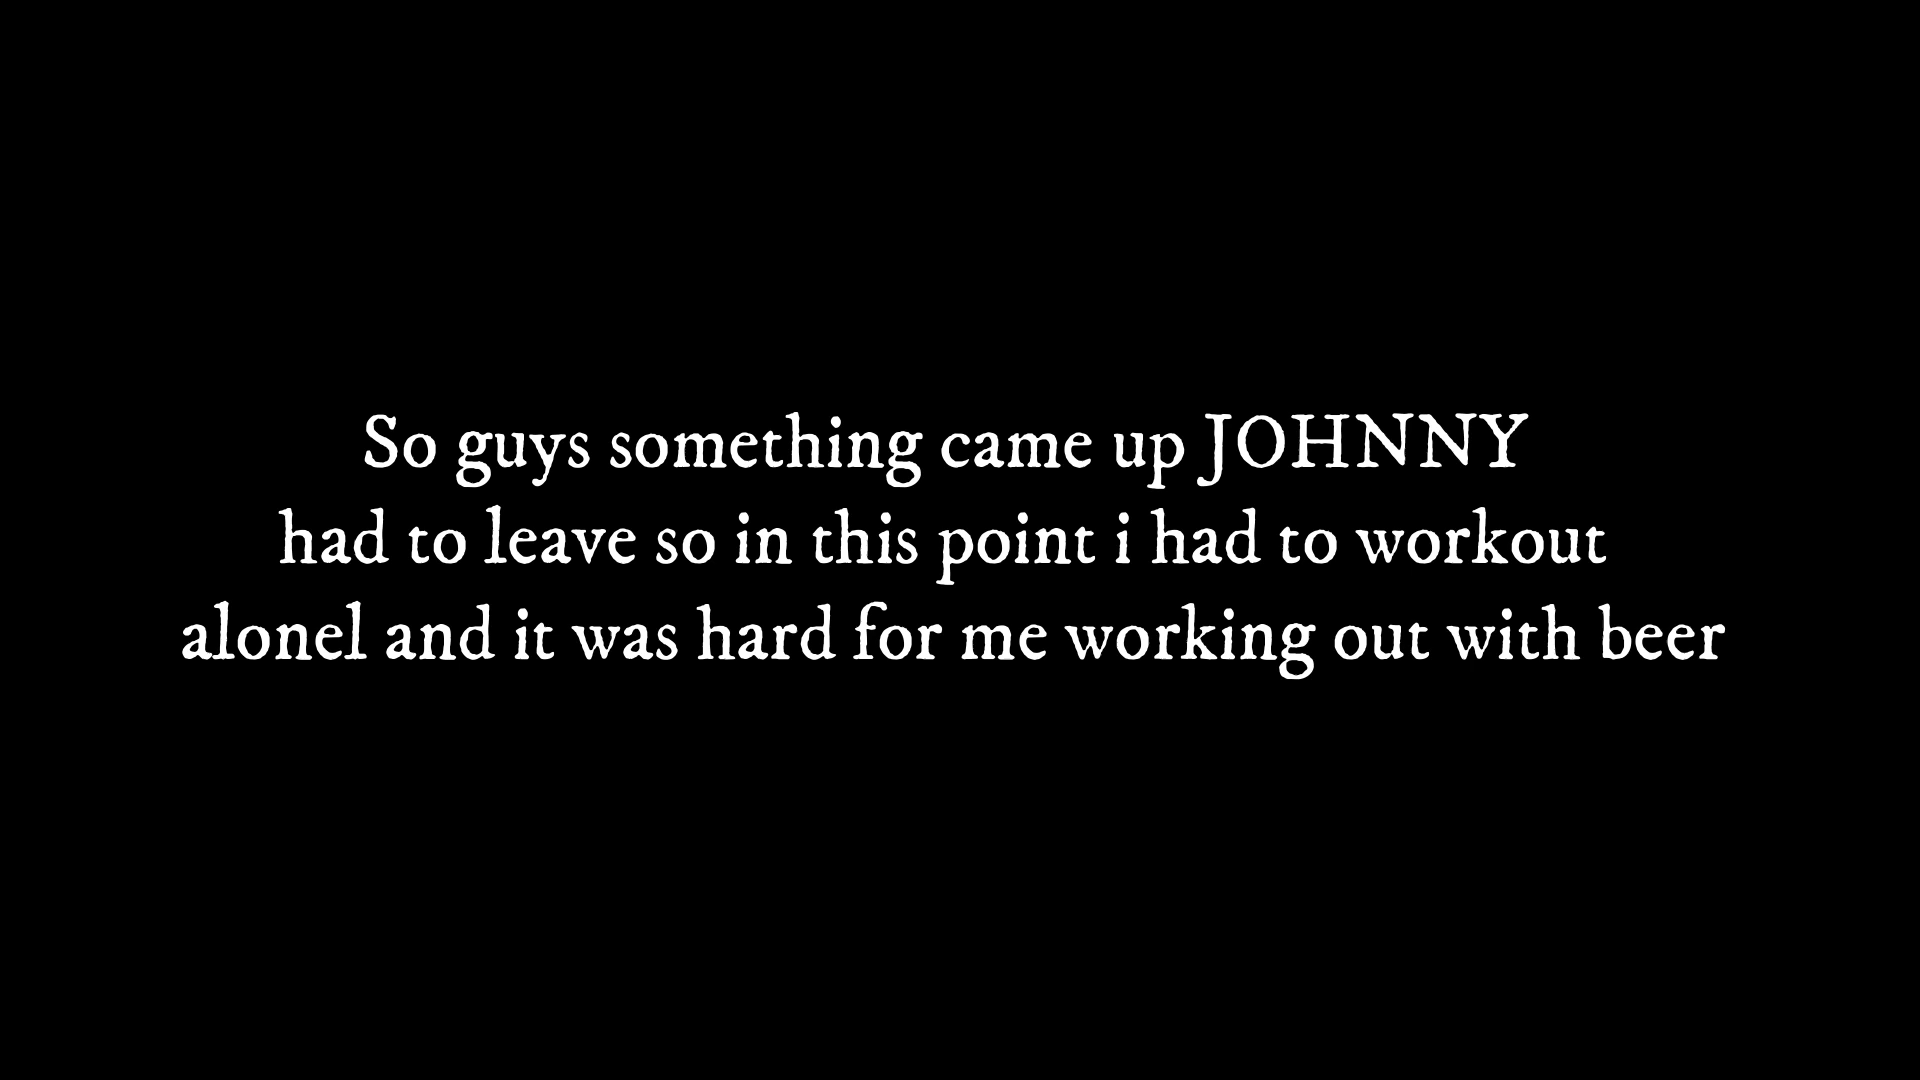 So guys something came up JOHNNY
had to leave so in this point i had to workout
alonel and it was hard for me working out with beer